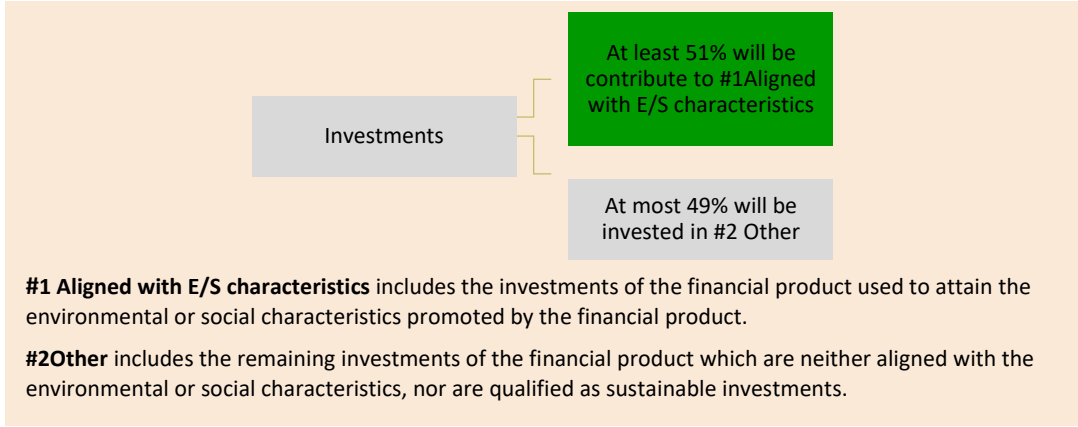 At least 51% will be
contribute to #1Aligned
with E/S characteristics
Investments
At most 49% will be
invested in #2 Other
#1 Aligned with E/S characteristics includes the investments of the financial product used to attain the
environmental or social characteristics promoted by the financial product.
#2Other includes the remaining investments of the financial product which are neither aligned with the
environmental or social characteristics, nor are qualified as sustainable investments.